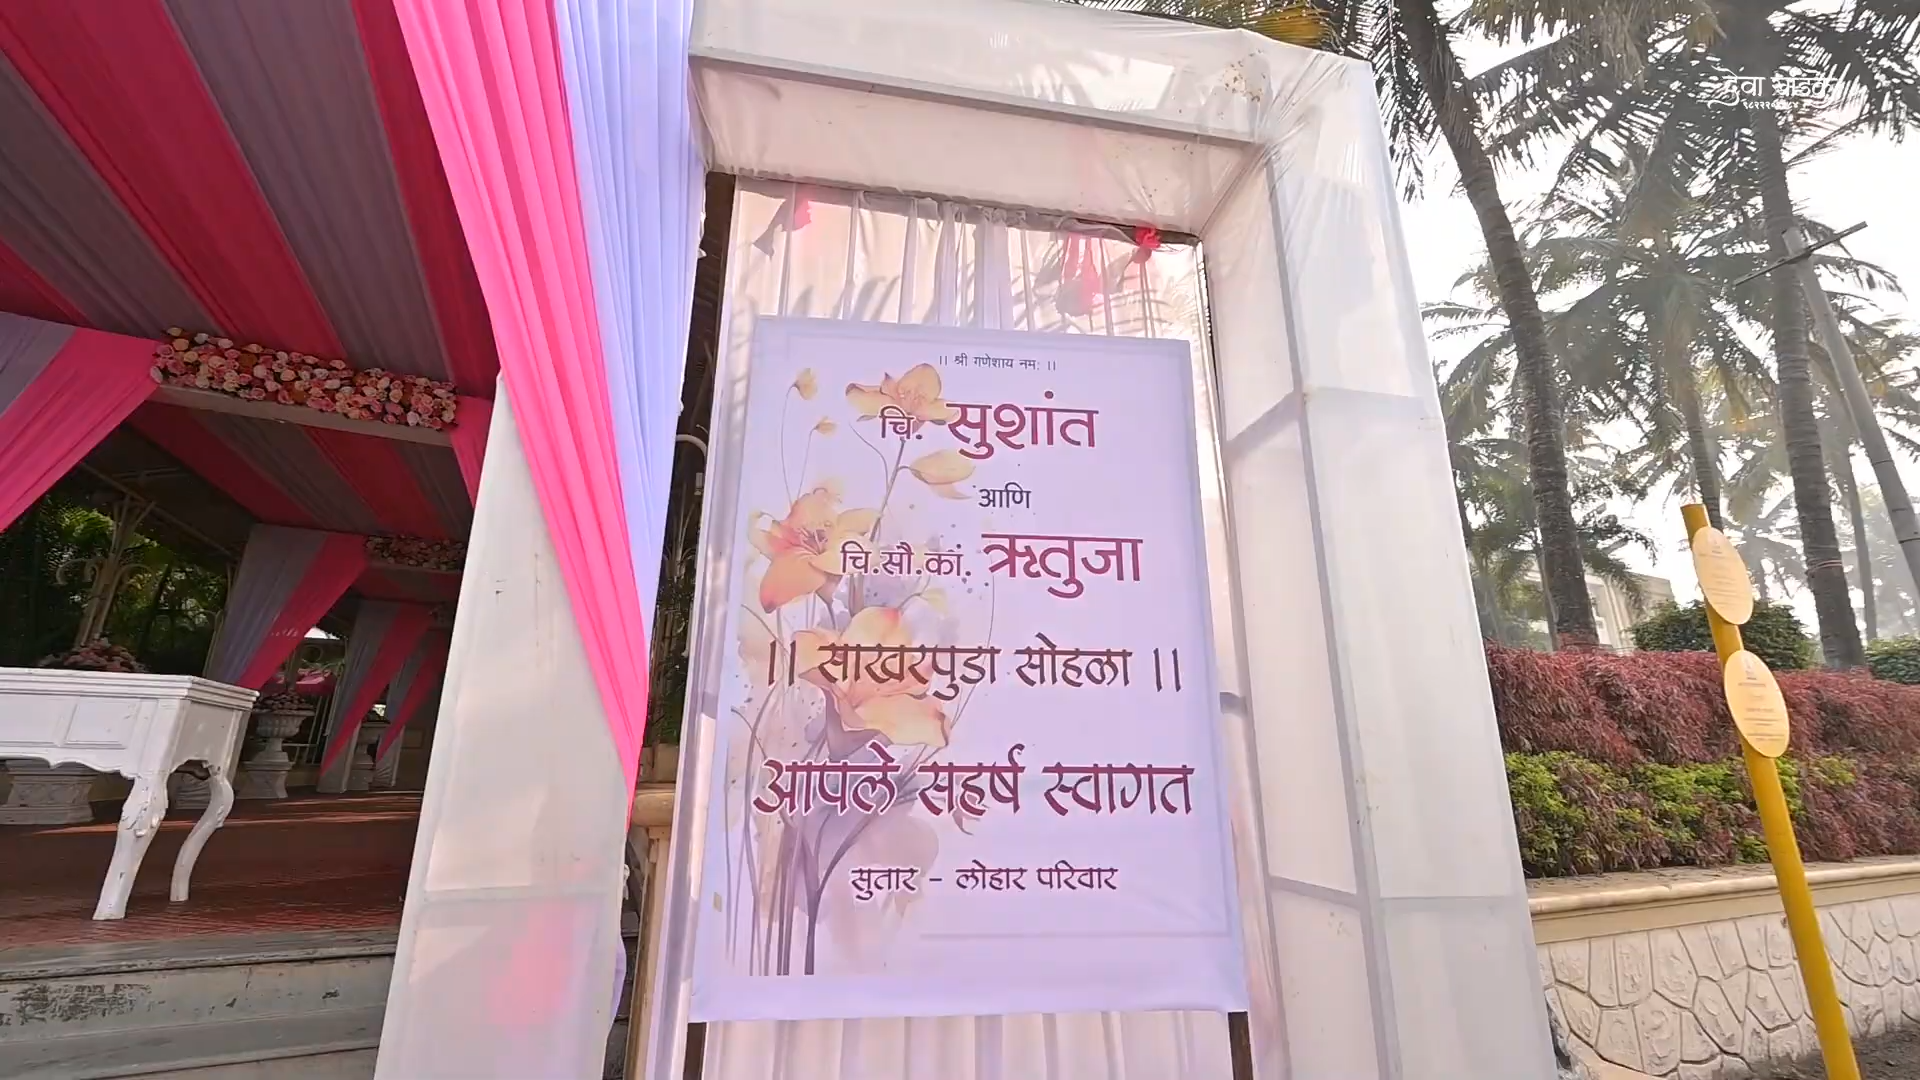 ।। श्री गणेशाय नमः ।।
चि. सुशांत
आणि
चि.सौ.कां. ऋतुजा
।। साखरपुडा सोहळा ।।
आपले सहर्ष स्वागत
सुतार - लोहार परिवार
देवा